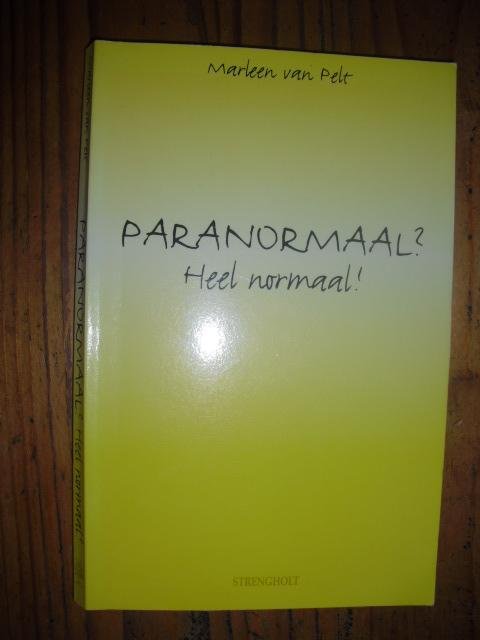 Marleen van Pelt
PARANORMAAL?
Heel normaal!
STRENGHOLT
PARANORMAAL? Heel normaal!